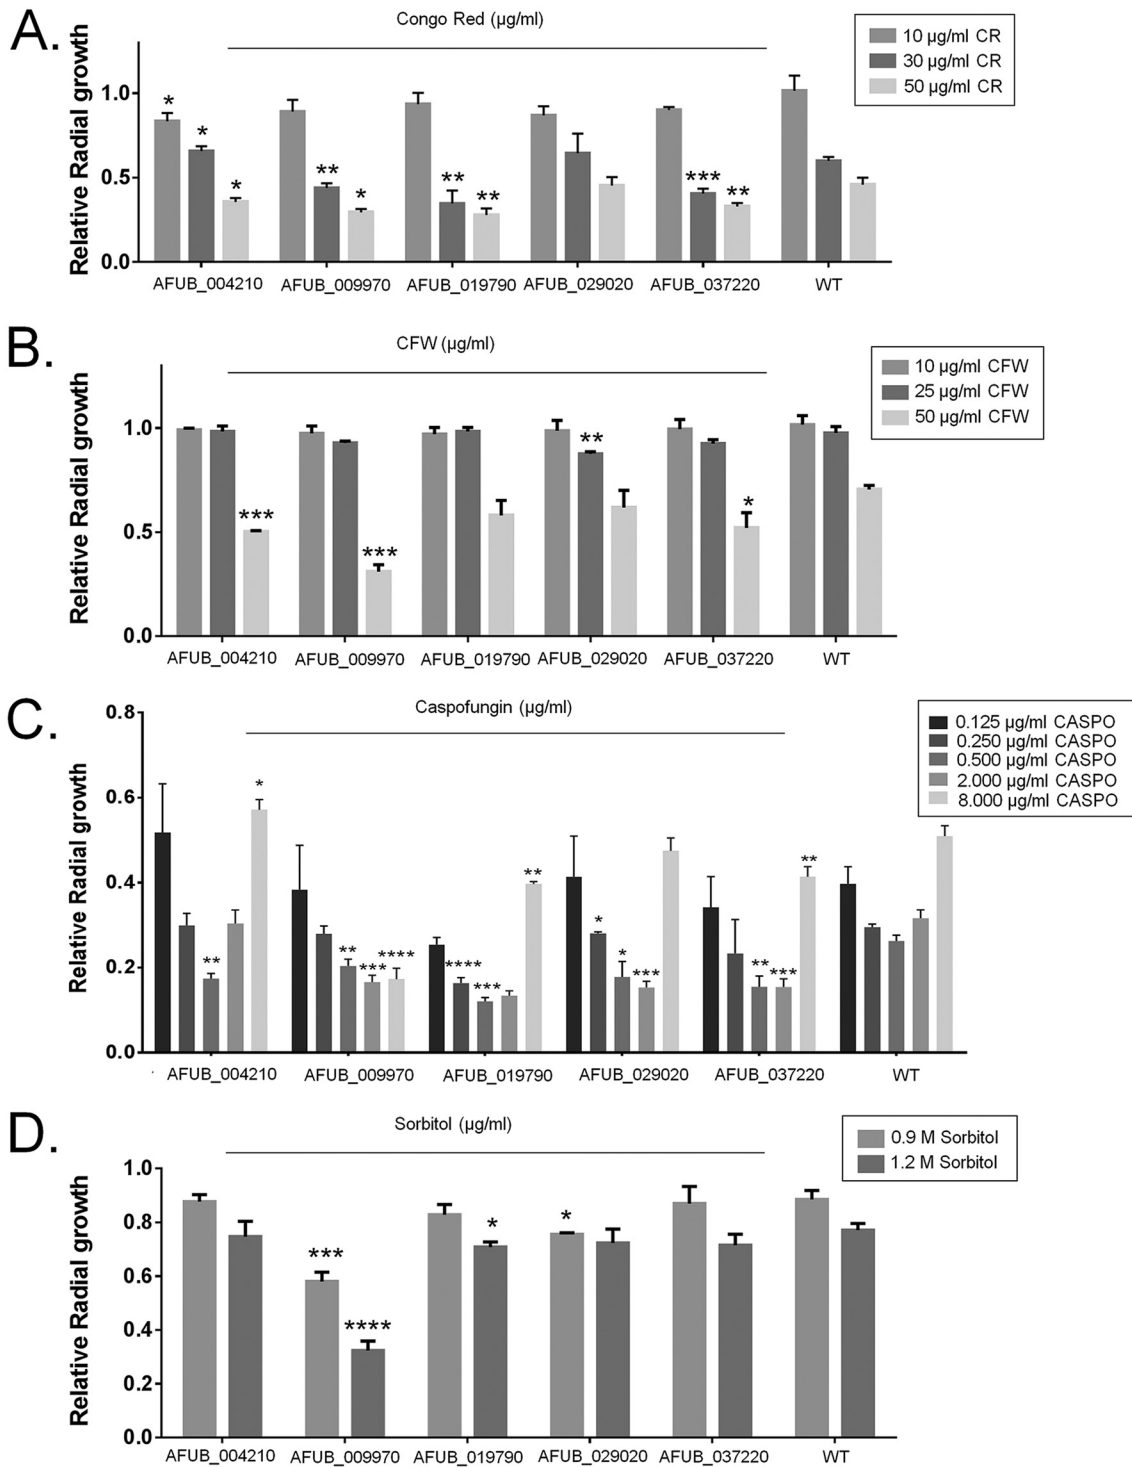 A.
Congo Red (µg/ml)
10 µg/ml CR
30 µg/ml CR
50 µg/ml CR
Relative Radial growth
1.0
0.5
0.0
* * *
** *
** **
*** **
AFUB_004210 AFUB_009970 AFUB_019790 AFUB_029020 AFUB_037220 WT
B.
CFW (µg/ml)
10 µg/ml CFW
25 µg/ml CFW
50 µg/ml CFW
Relative Radial growth
1.0
0.5
0.0
***
***
**
*
AFUB_004210 AFUB_009970 AFUB_019790 AFUB_029020 AFUB_037220 WT
C.
Caspofungin (µg/ml)
0.125 µg/ml CASPO
0.250 µg/ml CASPO
0.500 µg/ml CASPO
2.000 µg/ml CASPO
8.000 µg/ml CASPO
Relative Radial growth
0.8
0.6
0.4
0.2
0.0
** *
** *** ****
**** *** **
* * ***
** *** **
AFUB_004210 AFUB_009970 AFUB_019790 AFUB_029020 AFUB_037220 WT
D.
Sorbitol (µg/ml)
0.9 M Sorbitol
1.2 M Sorbitol
Relative Radial growth
1.0
0.8
0.6
0.4
0.2
0.0
*** ****
*
*
AFUB_004210 AFUB_009970 AFUB_019790 AFUB_029020 AFUB_037220 WT